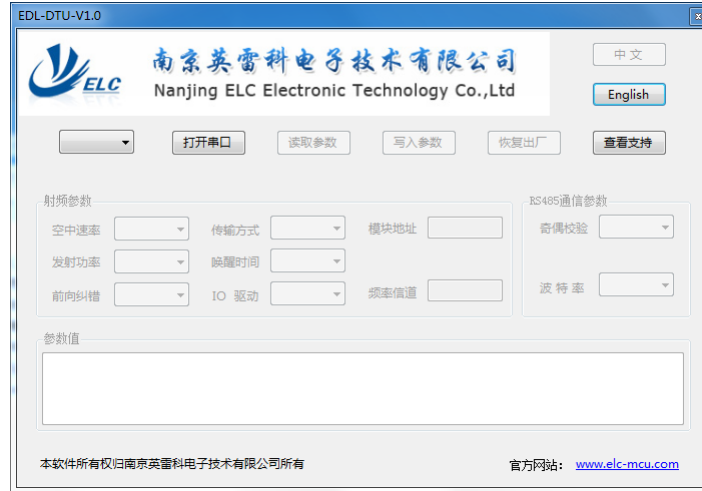 EDL-DTU-V1.0
ELC
南京英雷科电子技术有限公司
Nanjing ELC Electronic Technology Co.,Ltd
中文
English
打开串口 读取参数 写入参数 恢复出厂 查看支持
射频参数
空中速率 传输方式 模块地址
发射功率 唤醒时间
前向纠错 IO 驱动 频率信道
RS485通信参数
奇偶校验
波特率
参数值
本软件所有权归南京英雷科电子技术有限公司所有
官方网站: www.elc-mcu.com